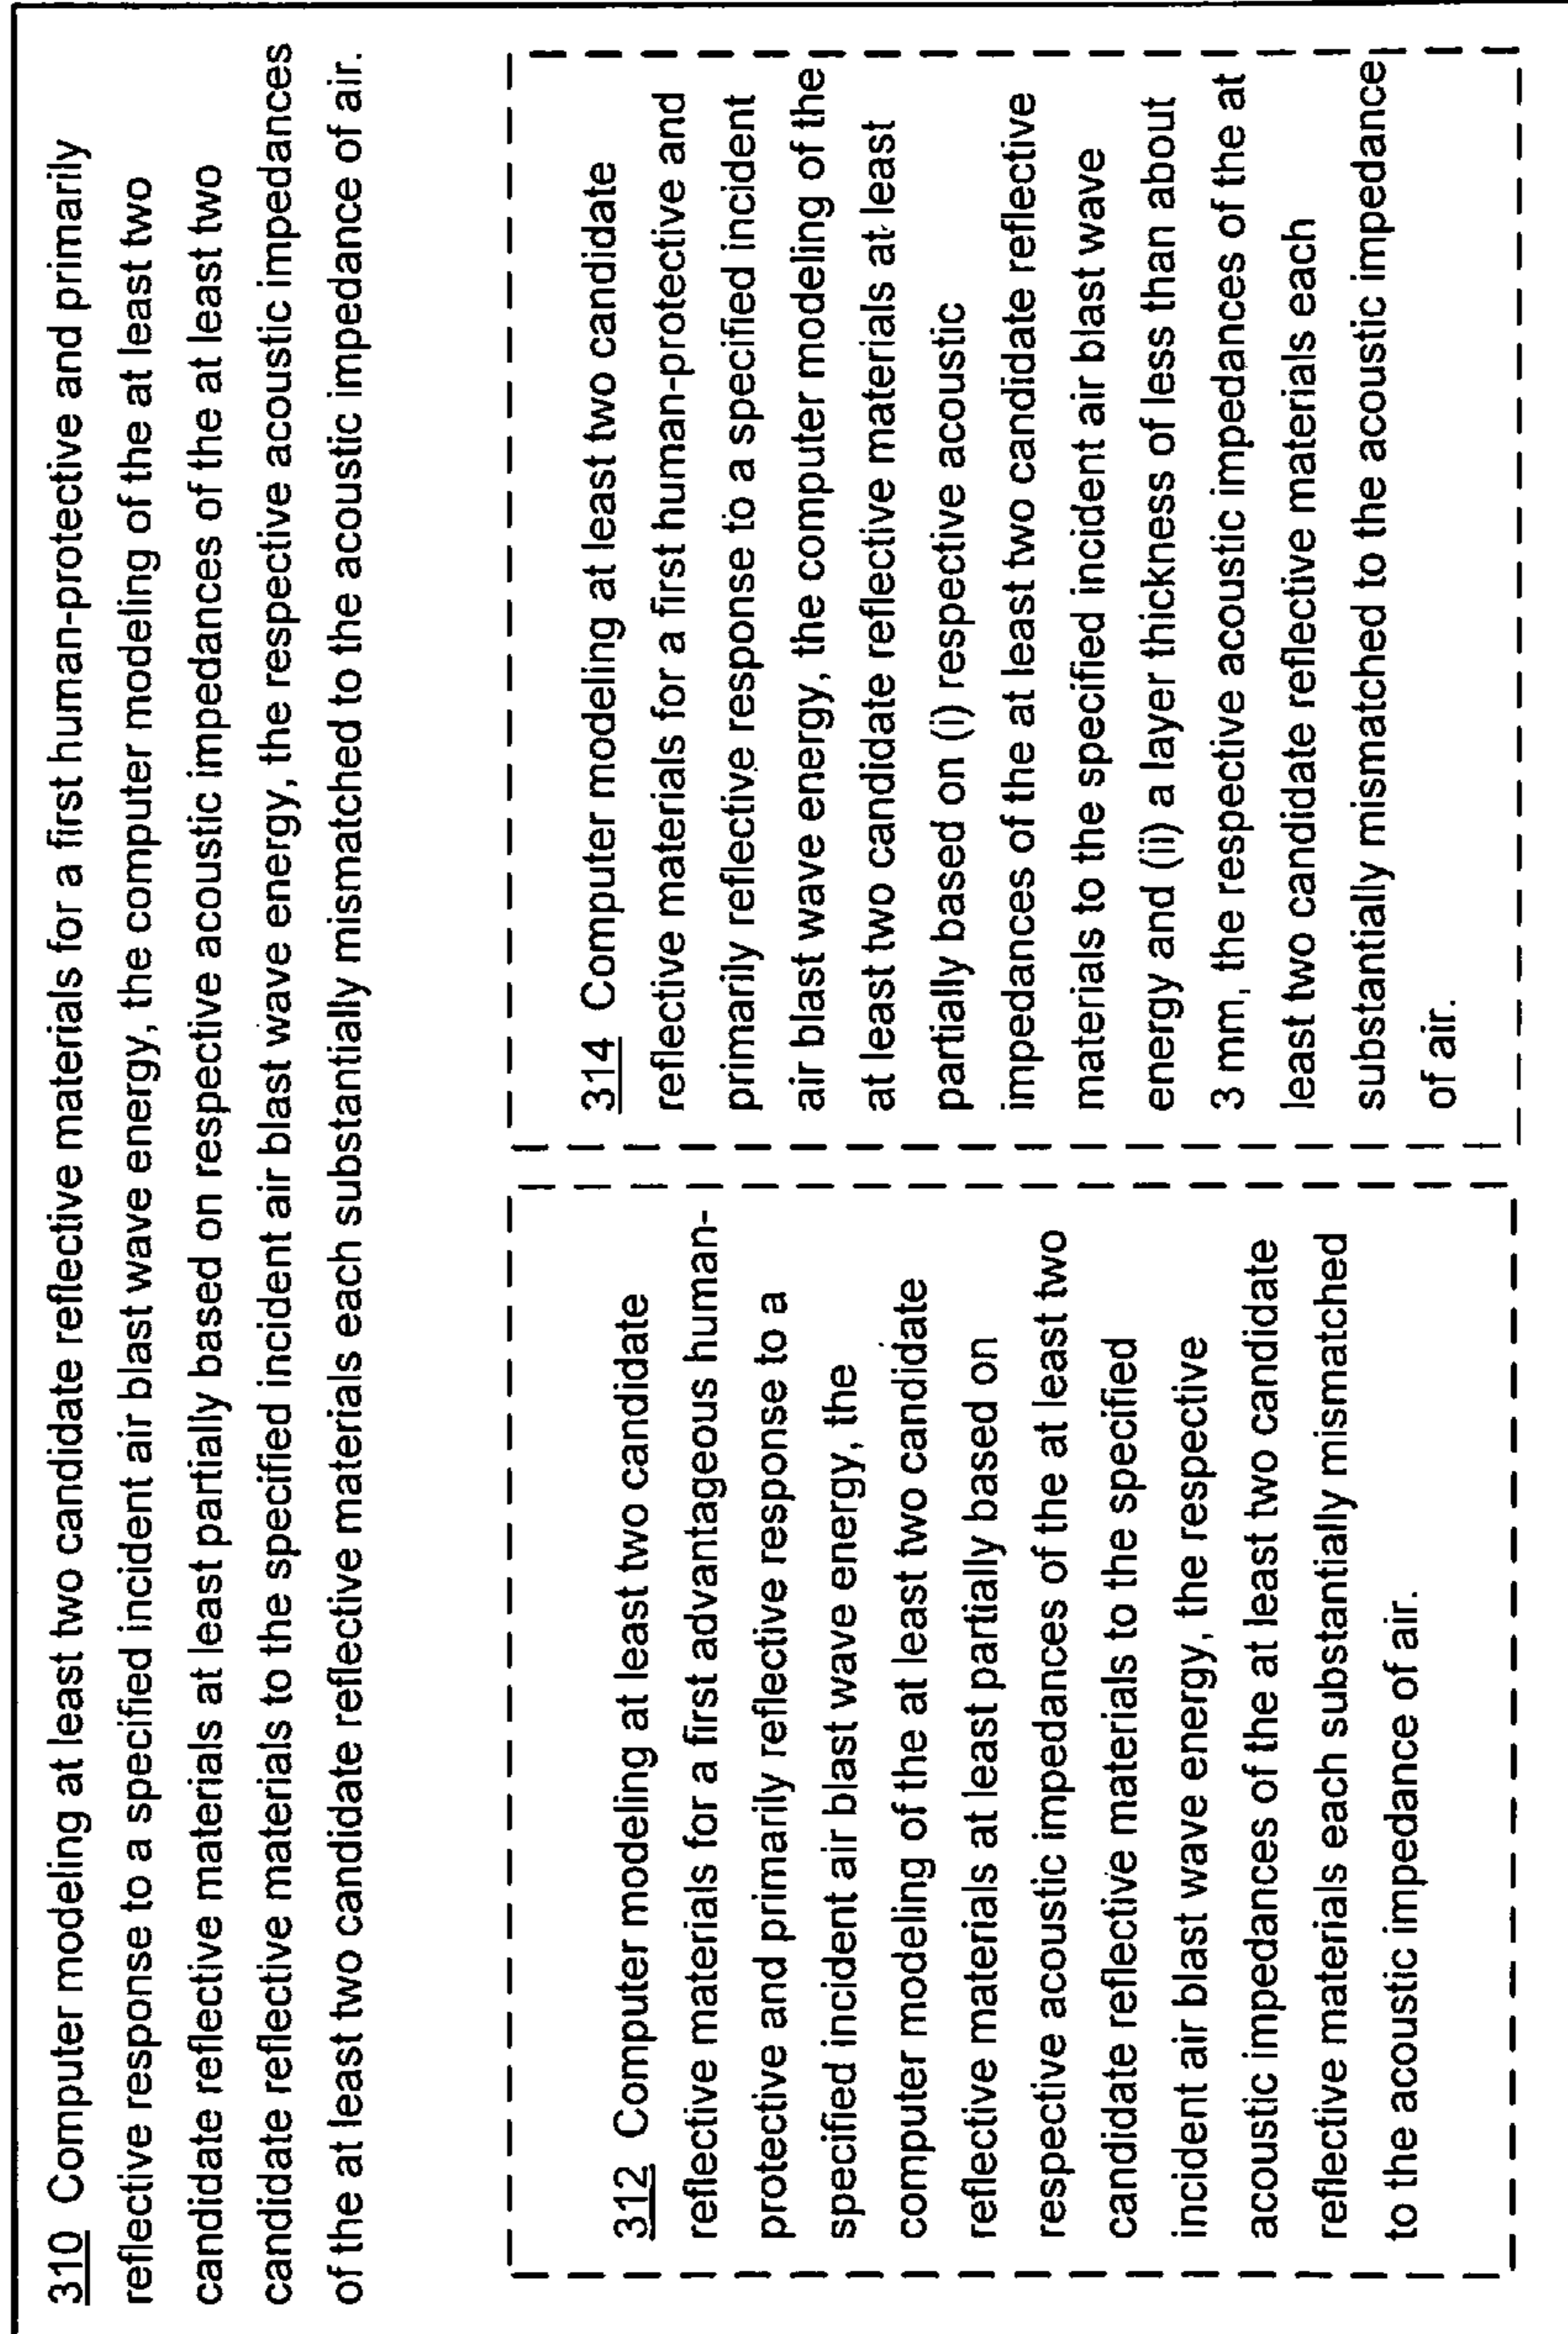 310 Computer modeling at least two candidate reflective materials for a first human-protective and primarily
reflective response to a specified incident air blast wave energy, the computer modeling of the at least two
candidate reflective materials at least partially based on respective acoustic impedances of the at least two
candidate reflective materials to the specified incident air blast wave energy, the respective acoustic impedances
of the at least two candidate reflective materials each substantially mismatched to the acoustic impedance of air.
312 Computer modeling at least two candidate
reflective materials for a first advantageous human-
protective and primarily reflective response to a
specified incident air blast wave energy, the
computer modeling of the at least two candidate
reflective materials at least partially based on
respective acoustic impedances of the at least two
candidate reflective materials to the specified
incident air blast wave energy, the respective
acoustic impedances of the at least two candidate
reflective materials each substantially mismatched
to the acoustic impedance of air.
314 Computer modeling at least two candidate
reflective materials for a first human-protective and
primarily reflective response to a specified incident
air blast wave energy, the computer modeling of the
at least two candidate reflective materials at least
partially based on (i) respective acoustic
impedances of the at least two candidate reflective
materials to the specified incident air blast wave
energy and (ii) a layer thickness of less than about
3 mm, the respective acoustic impedances of the at
least two candidate reflective materials each
substantially mismatched to the acoustic impedance
of air.